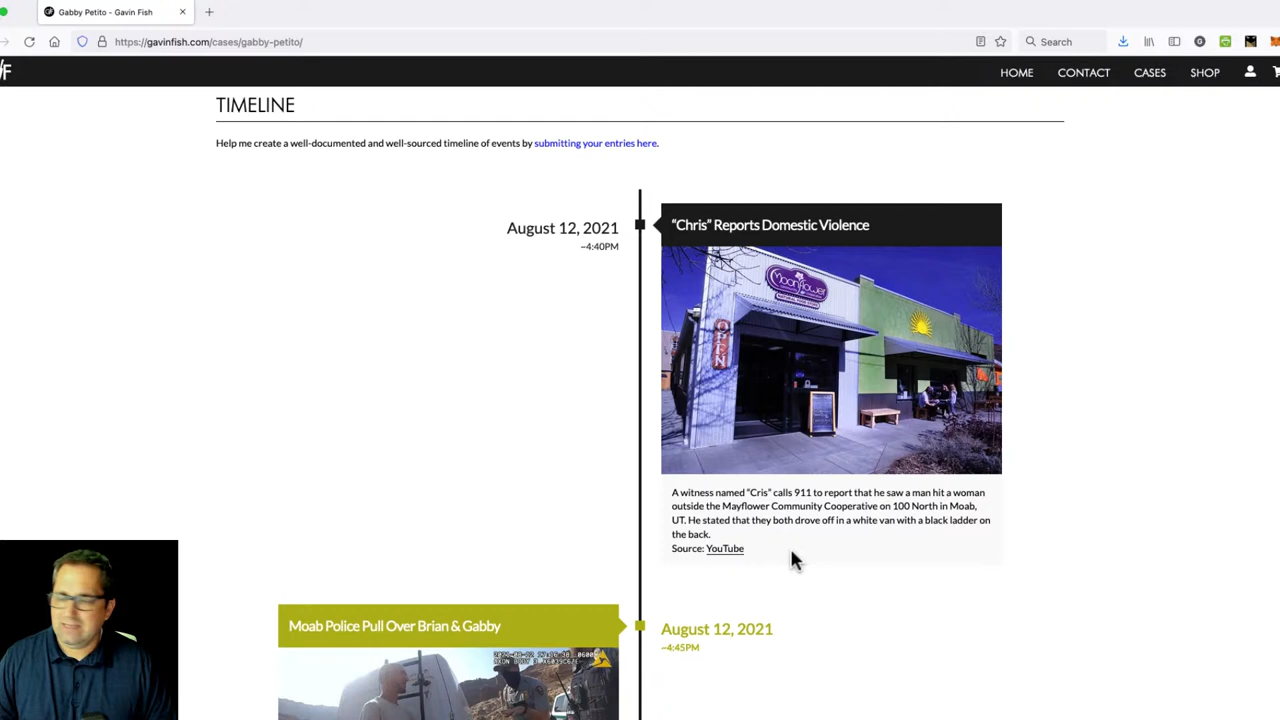 Gabby Petito - Gavin Fish
https://gavinfish.com/cases/gabby-petito/
Search
HOME CONTACT CASES SHOP
TIMELINE
Help me create a well-documented and well-sourced timeline of events by submitting your entries here.
August 12, 2021
~4:40PM
“Chris” Reports Domestic Violence
Moonflower
OPEN
A witness named “Cris” calls 911 to report that he saw a man hit a woman
outside the Mayflower Community Cooperative on 100 North in Moab,
UT. He stated that they both drove off in a white van with a black ladder on
the back.
Source: YouTube
Moab Police Pull Over Brian & Gabby
August 12, 2021
~4:45PM